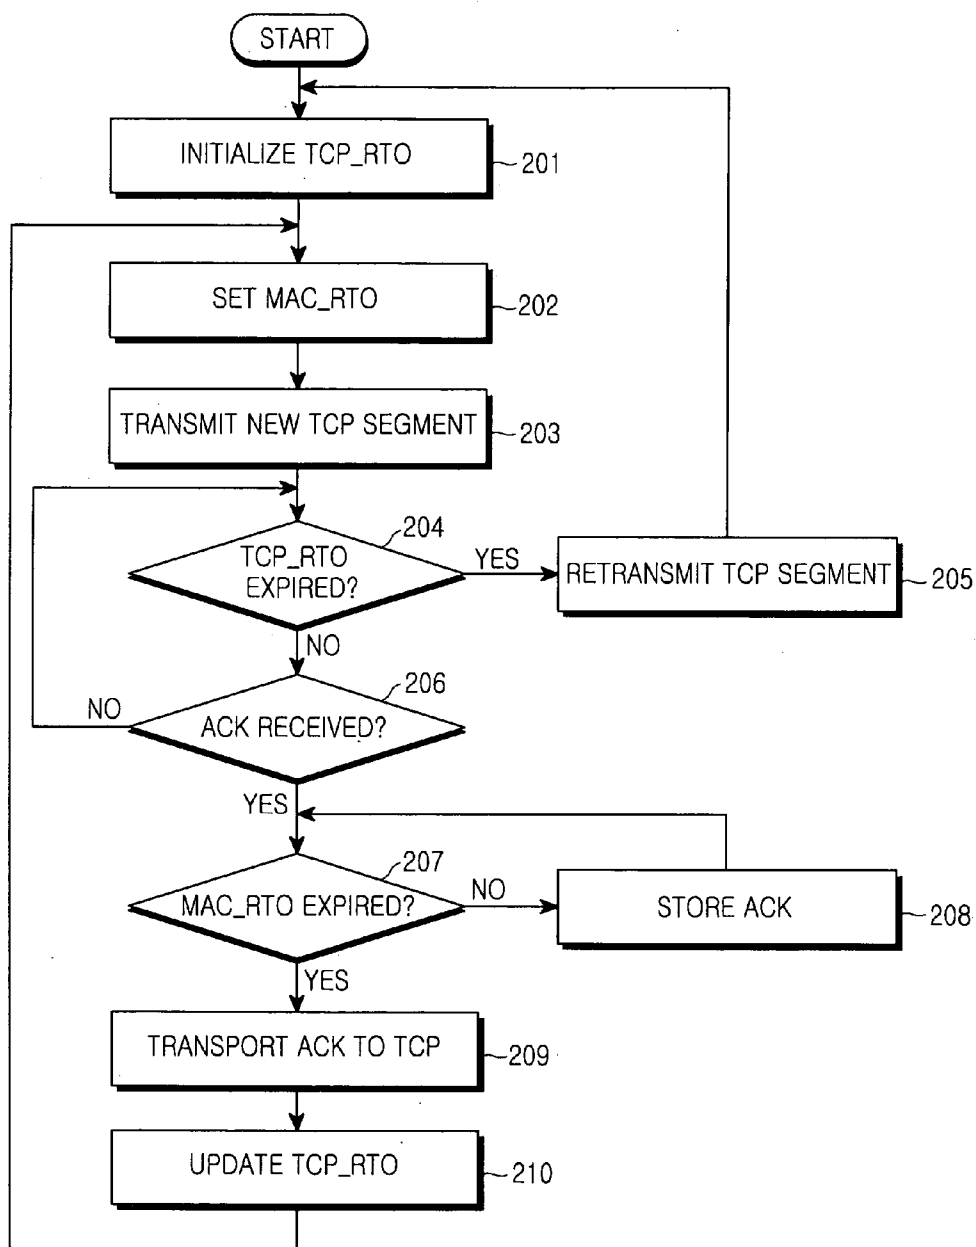 START
INITIALIZE TCP_RTO
201
SET MAC_RTO
202
TRANSMIT NEW TCP SEGMENT
203
204
TCP_RTO
EXPIRED?
YES
RETRANSMIT TCP SEGMENT
205
NO
206
NO
ACK RECEIVED?
YES
207
MAC_RTO EXPIRED?
NO
STORE ACK
208
YES
TRANSPORT ACK TO TCP
209
UPDATE TCP_RTO
210